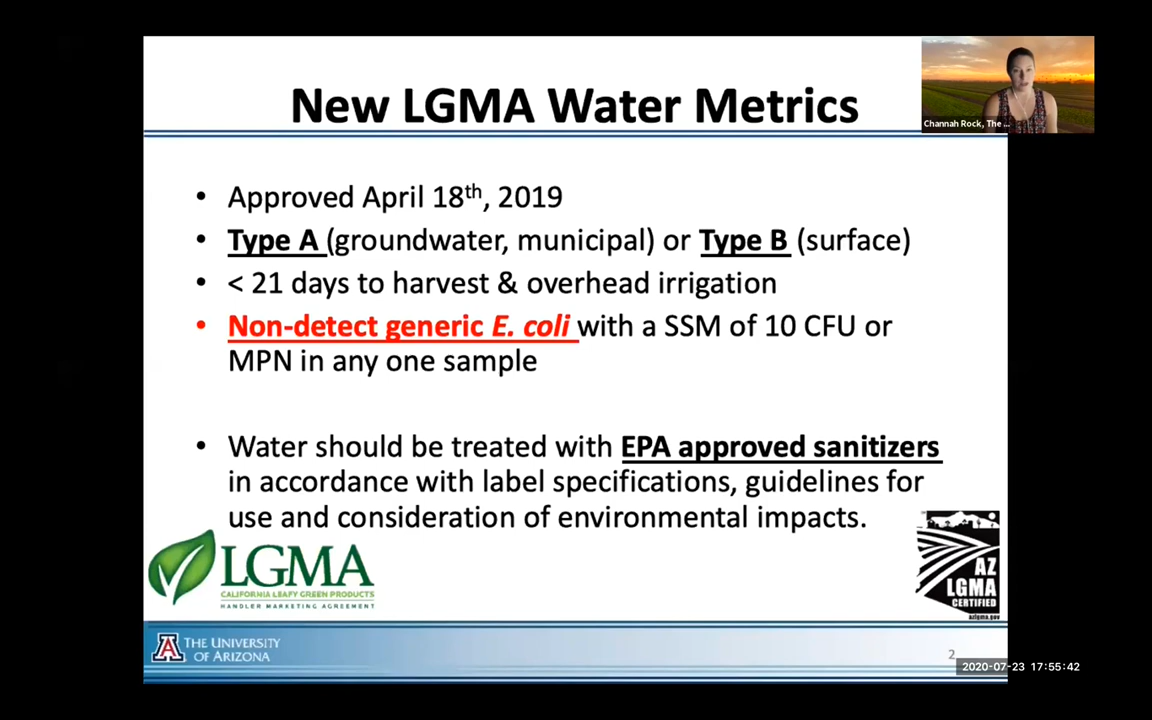 New LGMA Water Metrics
Channah Rock, The ...
• Approved April 18th, 2019
• Type A (groundwater, municipal) or Type B (surface)
• < 21 days to harvest & overhead irrigation
• Non-detect generic E. coli with a SSM of 10 CFU or
MPN in any one sample
• Water should be treated with EPA approved sanitizers
in accordance with label specifications, guidelines for
use and consideration of environmental impacts.
LGMA
CALIFORNIA LEAFY GREEN PRODUCTS
HANDLER MARKETING AGREEMENT
AZ
LGMA
CERTIFIED
azlgma.gov
A
THE UNIVERSITY
OF ARIZONA
2
2020-07-23 17:55:42